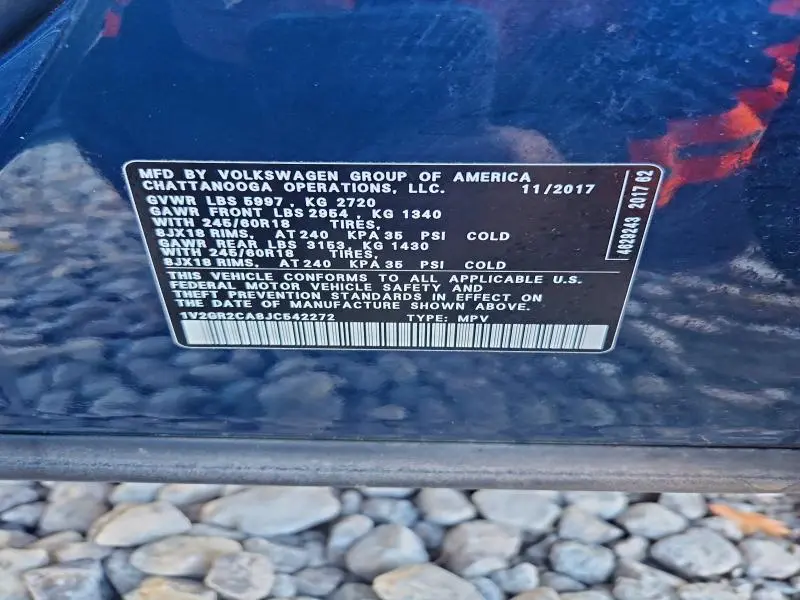 MFD BY VOLKSWAGEN GROUP OF AMERICA
CHATTANOOGA OPERATIONS, LLC. 11/2017
GVWR LBS 5997 , KG 2720
GAWR FRONT LBS 2954 , KG 1340
WITH 245/60R18 TIRES,
8JX18 RIMS, AT 240 KPA 35 PSI COLD
GAWR REAR LBS 3153, KG 1430
WITH 245/60R18 TIRES,
8JX18 RIMS, AT 240 KPA 35 PSI COLD
THIS VEHICLE CONFORMS TO ALL APPLICABLE U.S.
FEDERAL MOTOR VEHICLE SAFETY AND
THEFT PREVENTION STANDARDS IN EFFECT ON
THE DATE OF MANUFACTURE SHOWN ABOVE.
1V2GR2CA8JC542272 TYPE: MPV
4629243 2017 62